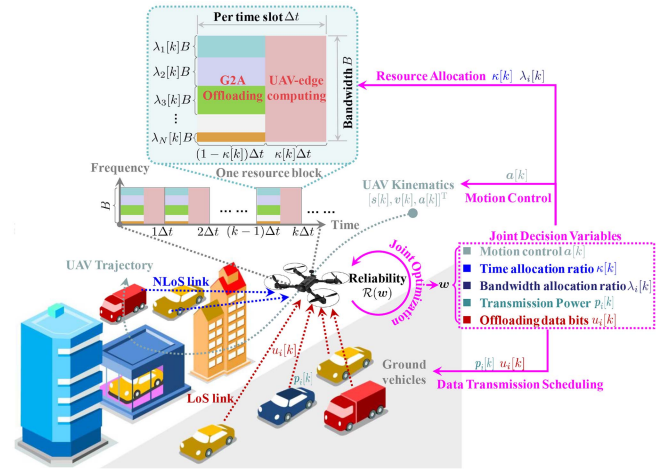 Per time slot Δt
λ₁[k]B
λ₂[k]B
λ₃[k]B
⋮
λ_N[k]B
G2A
Offloading
UAV-edge
computing
Bandwidth B
(1 − κ[k])Δt
κ[k]Δt
One resource block
Resource Allocation κ[k] λᵢ[k]
Frequency
B
1Δt
2Δt
(k−1)Δt
kΔt
Time
UAV Kinematics
[s[k], v[k], a[k]]ᵀ
a[k]
Motion Control
UAV Trajectory
NLoS link
Reliability
R(w)
Joint Optimization
w
Joint Decision Variables
Motion control a[k]
Time allocation ratio κ[k]
Bandwidth allocation ratio λᵢ[k]
Transmission Power pᵢ[k]
Offloading data bits uᵢ[k]
uᵢ[k]
LoS link
pᵢ[k]
Ground
vehicles
pᵢ[k] uᵢ[k]
Data Transmission Scheduling